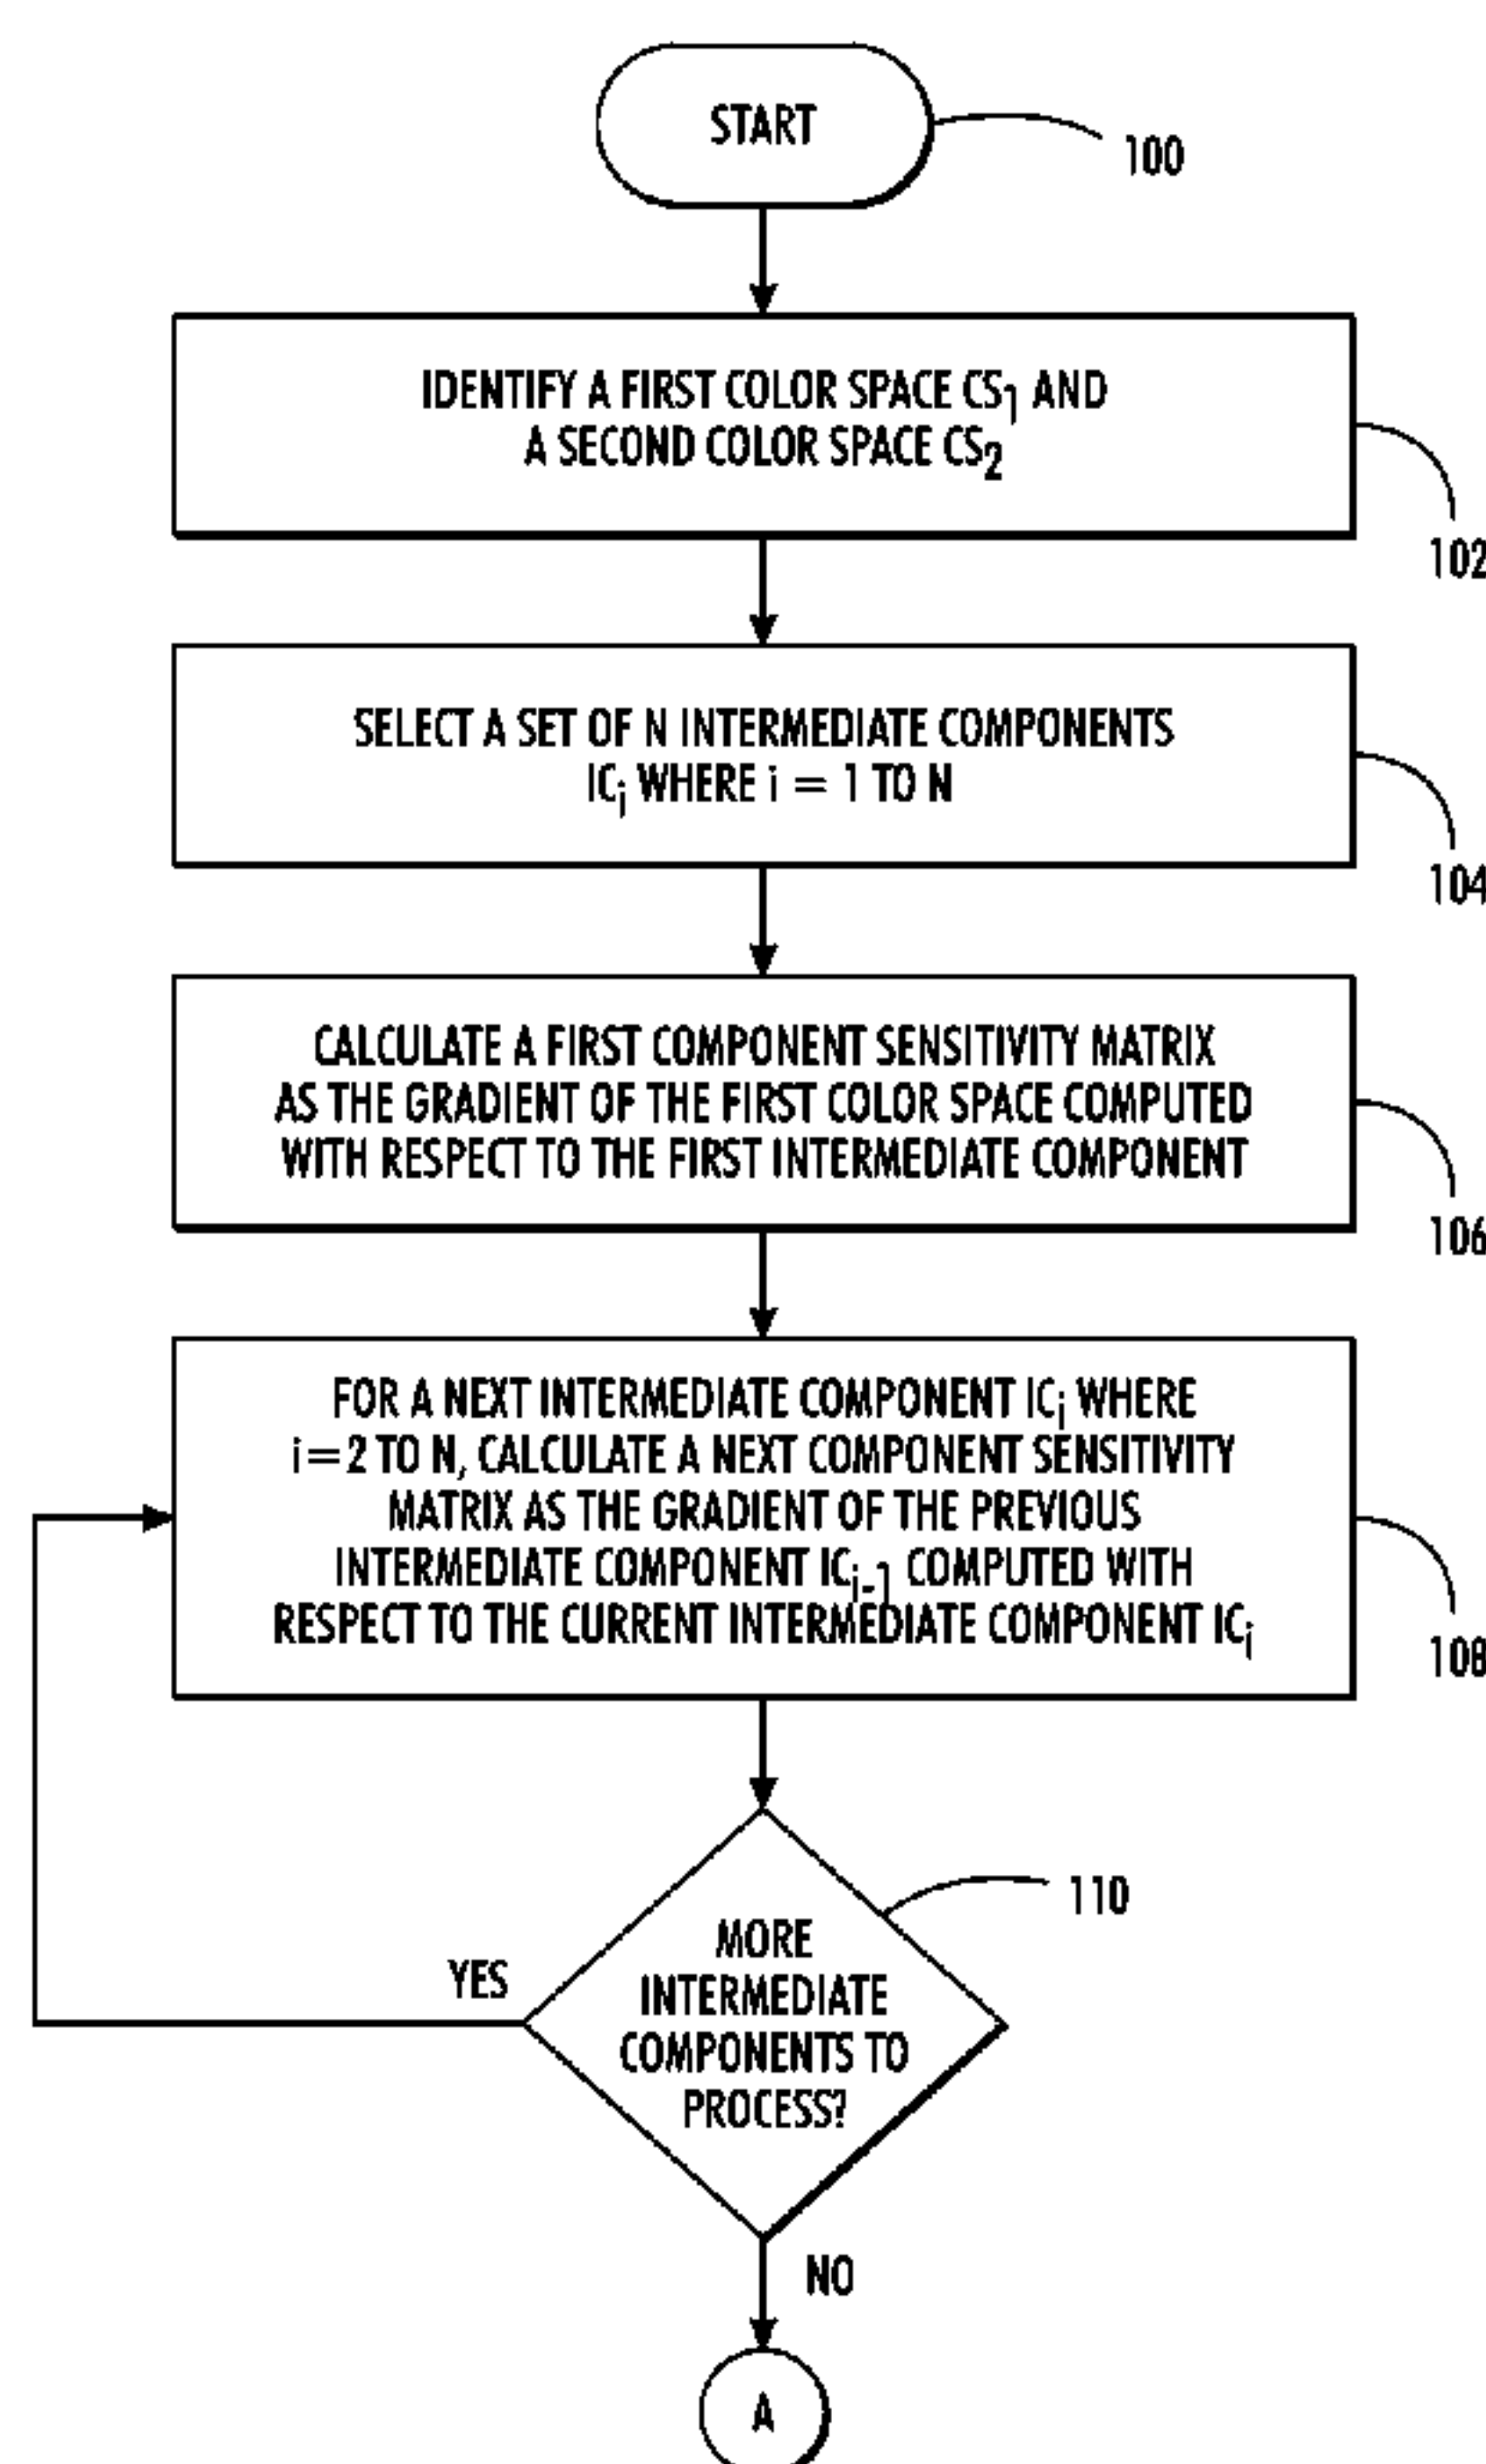 START
100
IDENTIFY A FIRST COLOR SPACE CS₁ AND
A SECOND COLOR SPACE CS₂
102
SELECT A SET OF N INTERMEDIATE COMPONENTS
ICᵢ WHERE i = 1 TO N
104
CALCULATE A FIRST COMPONENT SENSITIVITY MATRIX
AS THE GRADIENT OF THE FIRST COLOR SPACE COMPUTED
WITH RESPECT TO THE FIRST INTERMEDIATE COMPONENT
106
FOR A NEXT INTERMEDIATE COMPONENT ICᵢ WHERE
i=2 TO N, CALCULATE A NEXT COMPONENT SENSITIVITY
MATRIX AS THE GRADIENT OF THE PREVIOUS
INTERMEDIATE COMPONENT ICᵢ₋₁ COMPUTED WITH
RESPECT TO THE CURRENT INTERMEDIATE COMPONENT ICᵢ
108
110
MORE
INTERMEDIATE
COMPONENTS TO
PROCESS?
YES
NO
A